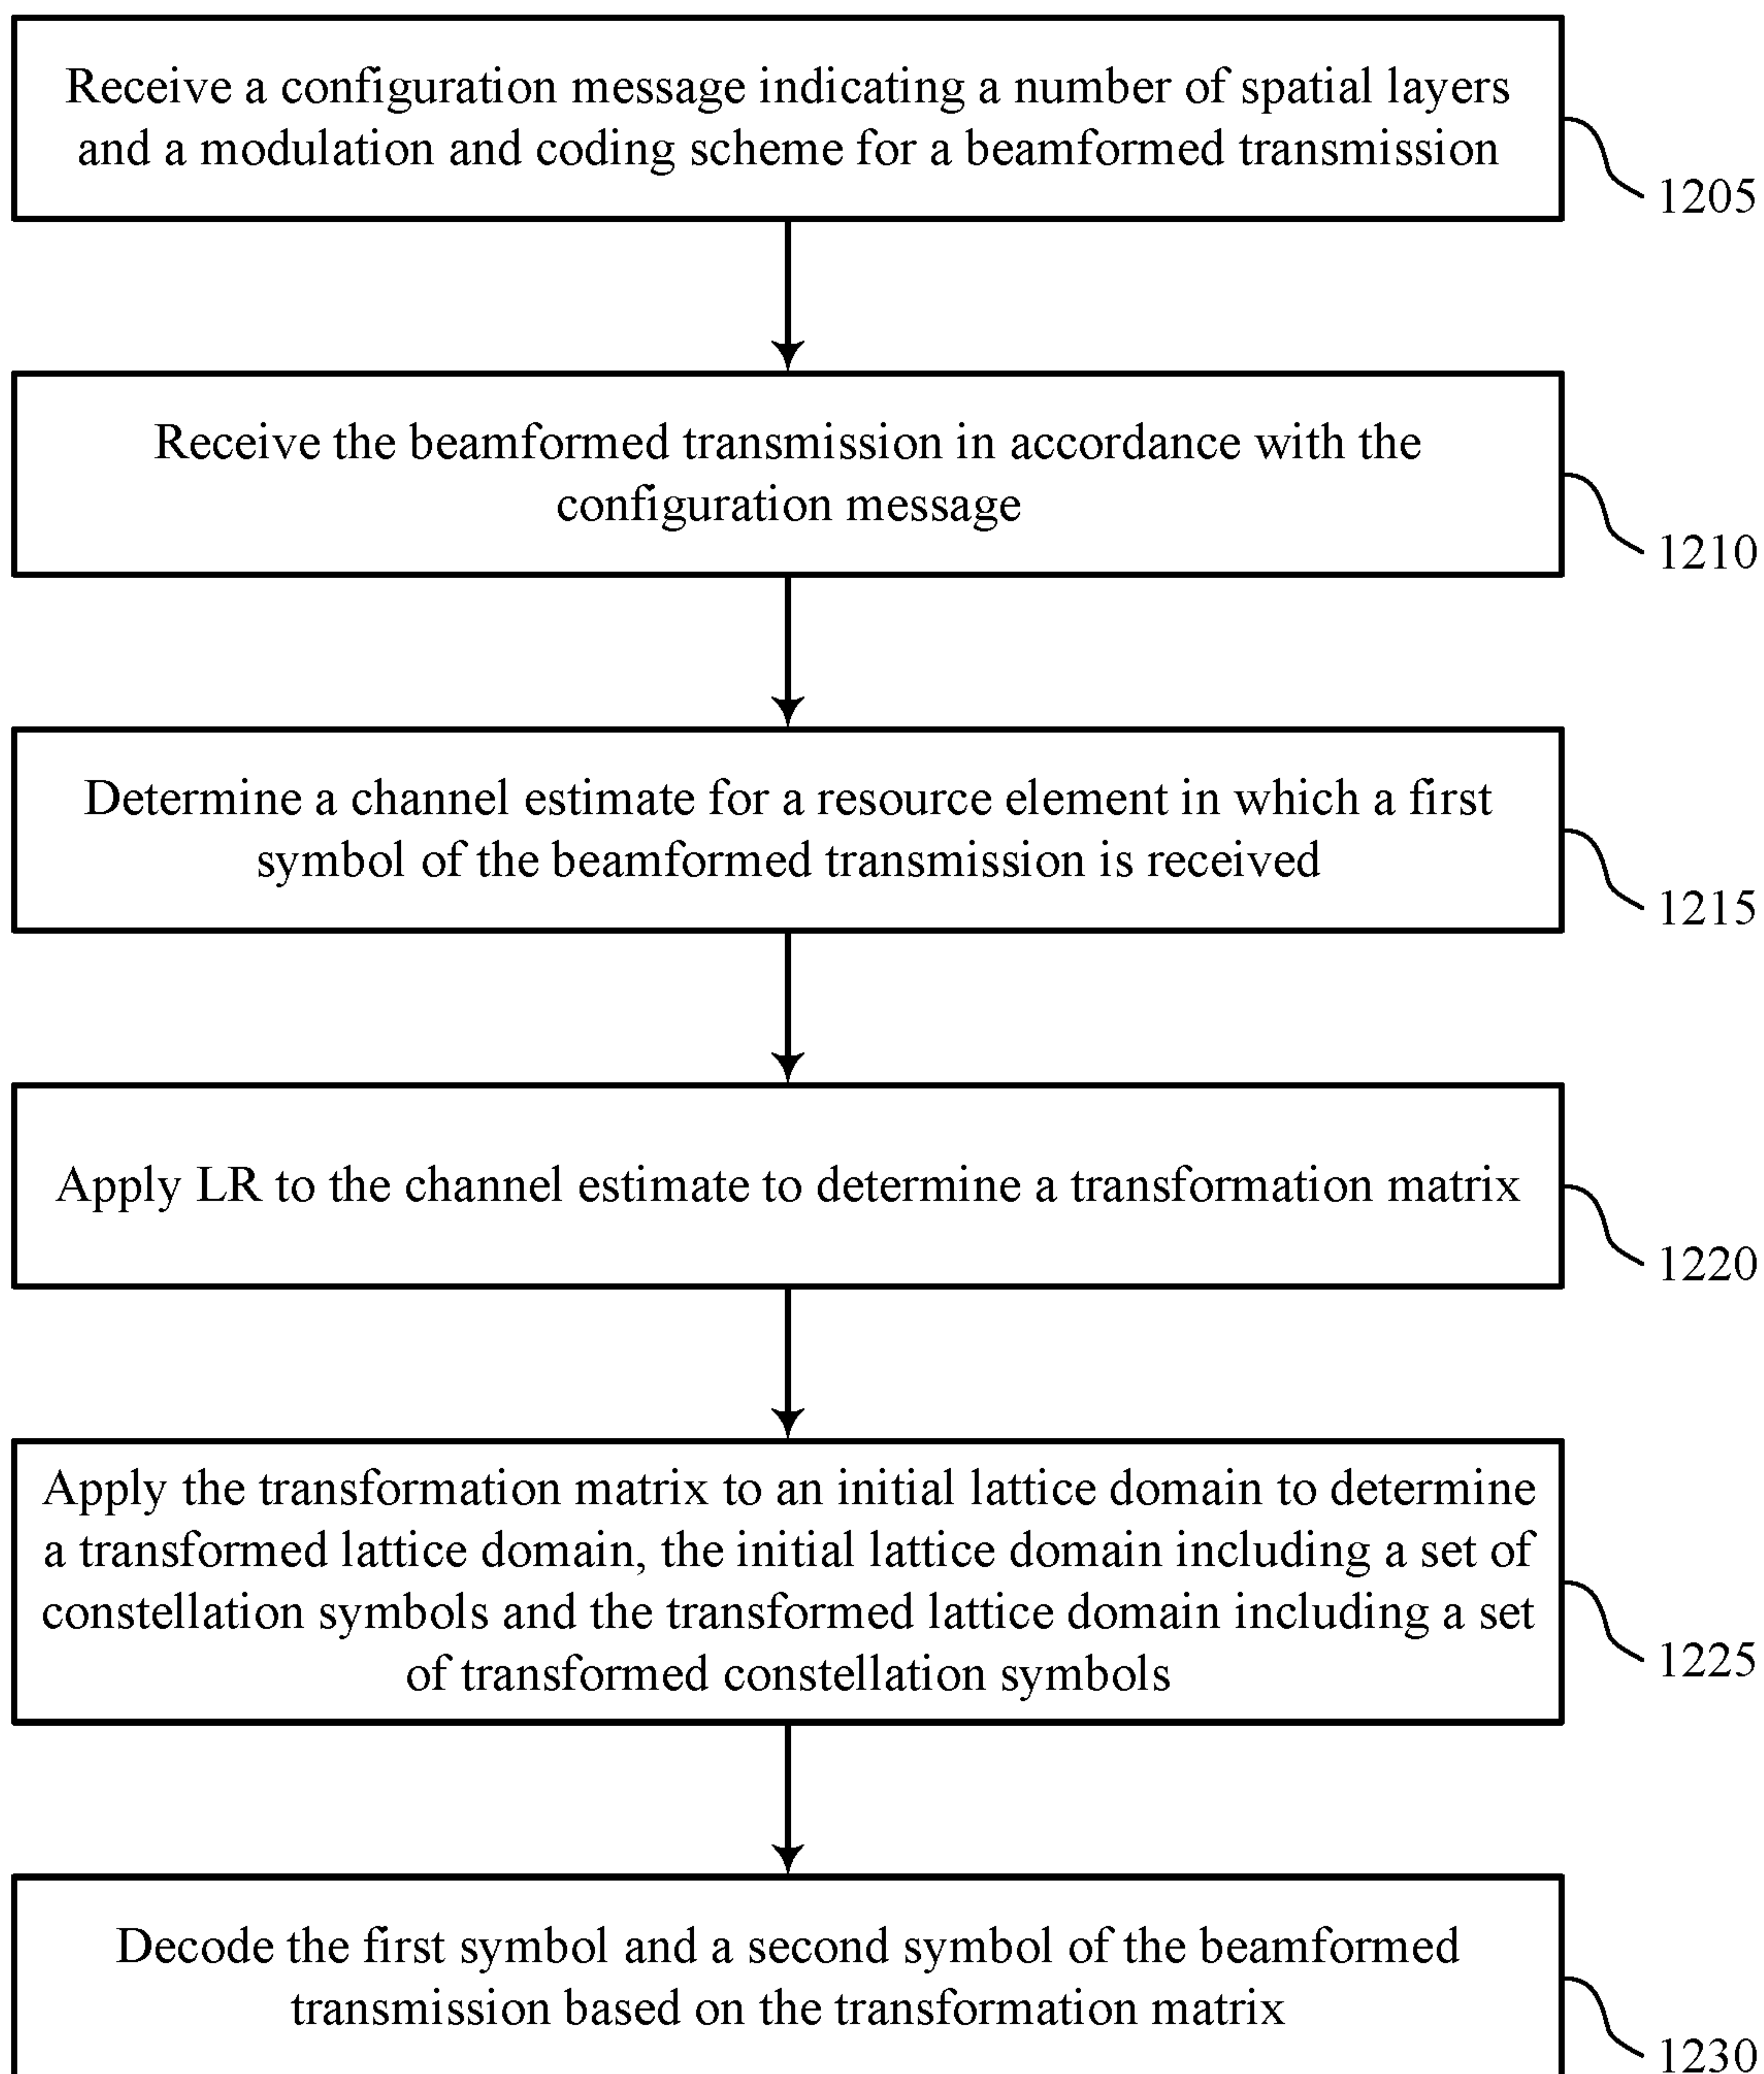 Receive a configuration message indicating a number of spatial layers
and a modulation and coding scheme for a beamformed transmission
1205
Receive the beamformed transmission in accordance with the
configuration message
1210
Determine a channel estimate for a resource element in which a first
symbol of the beamformed transmission is received
1215
Apply LR to the channel estimate to determine a transformation matrix
1220
Apply the transformation matrix to an initial lattice domain to determine
a transformed lattice domain, the initial lattice domain including a set of
constellation symbols and the transformed lattice domain including a set
of transformed constellation symbols
1225
Decode the first symbol and a second symbol of the beamformed
transmission based on the transformation matrix
1230